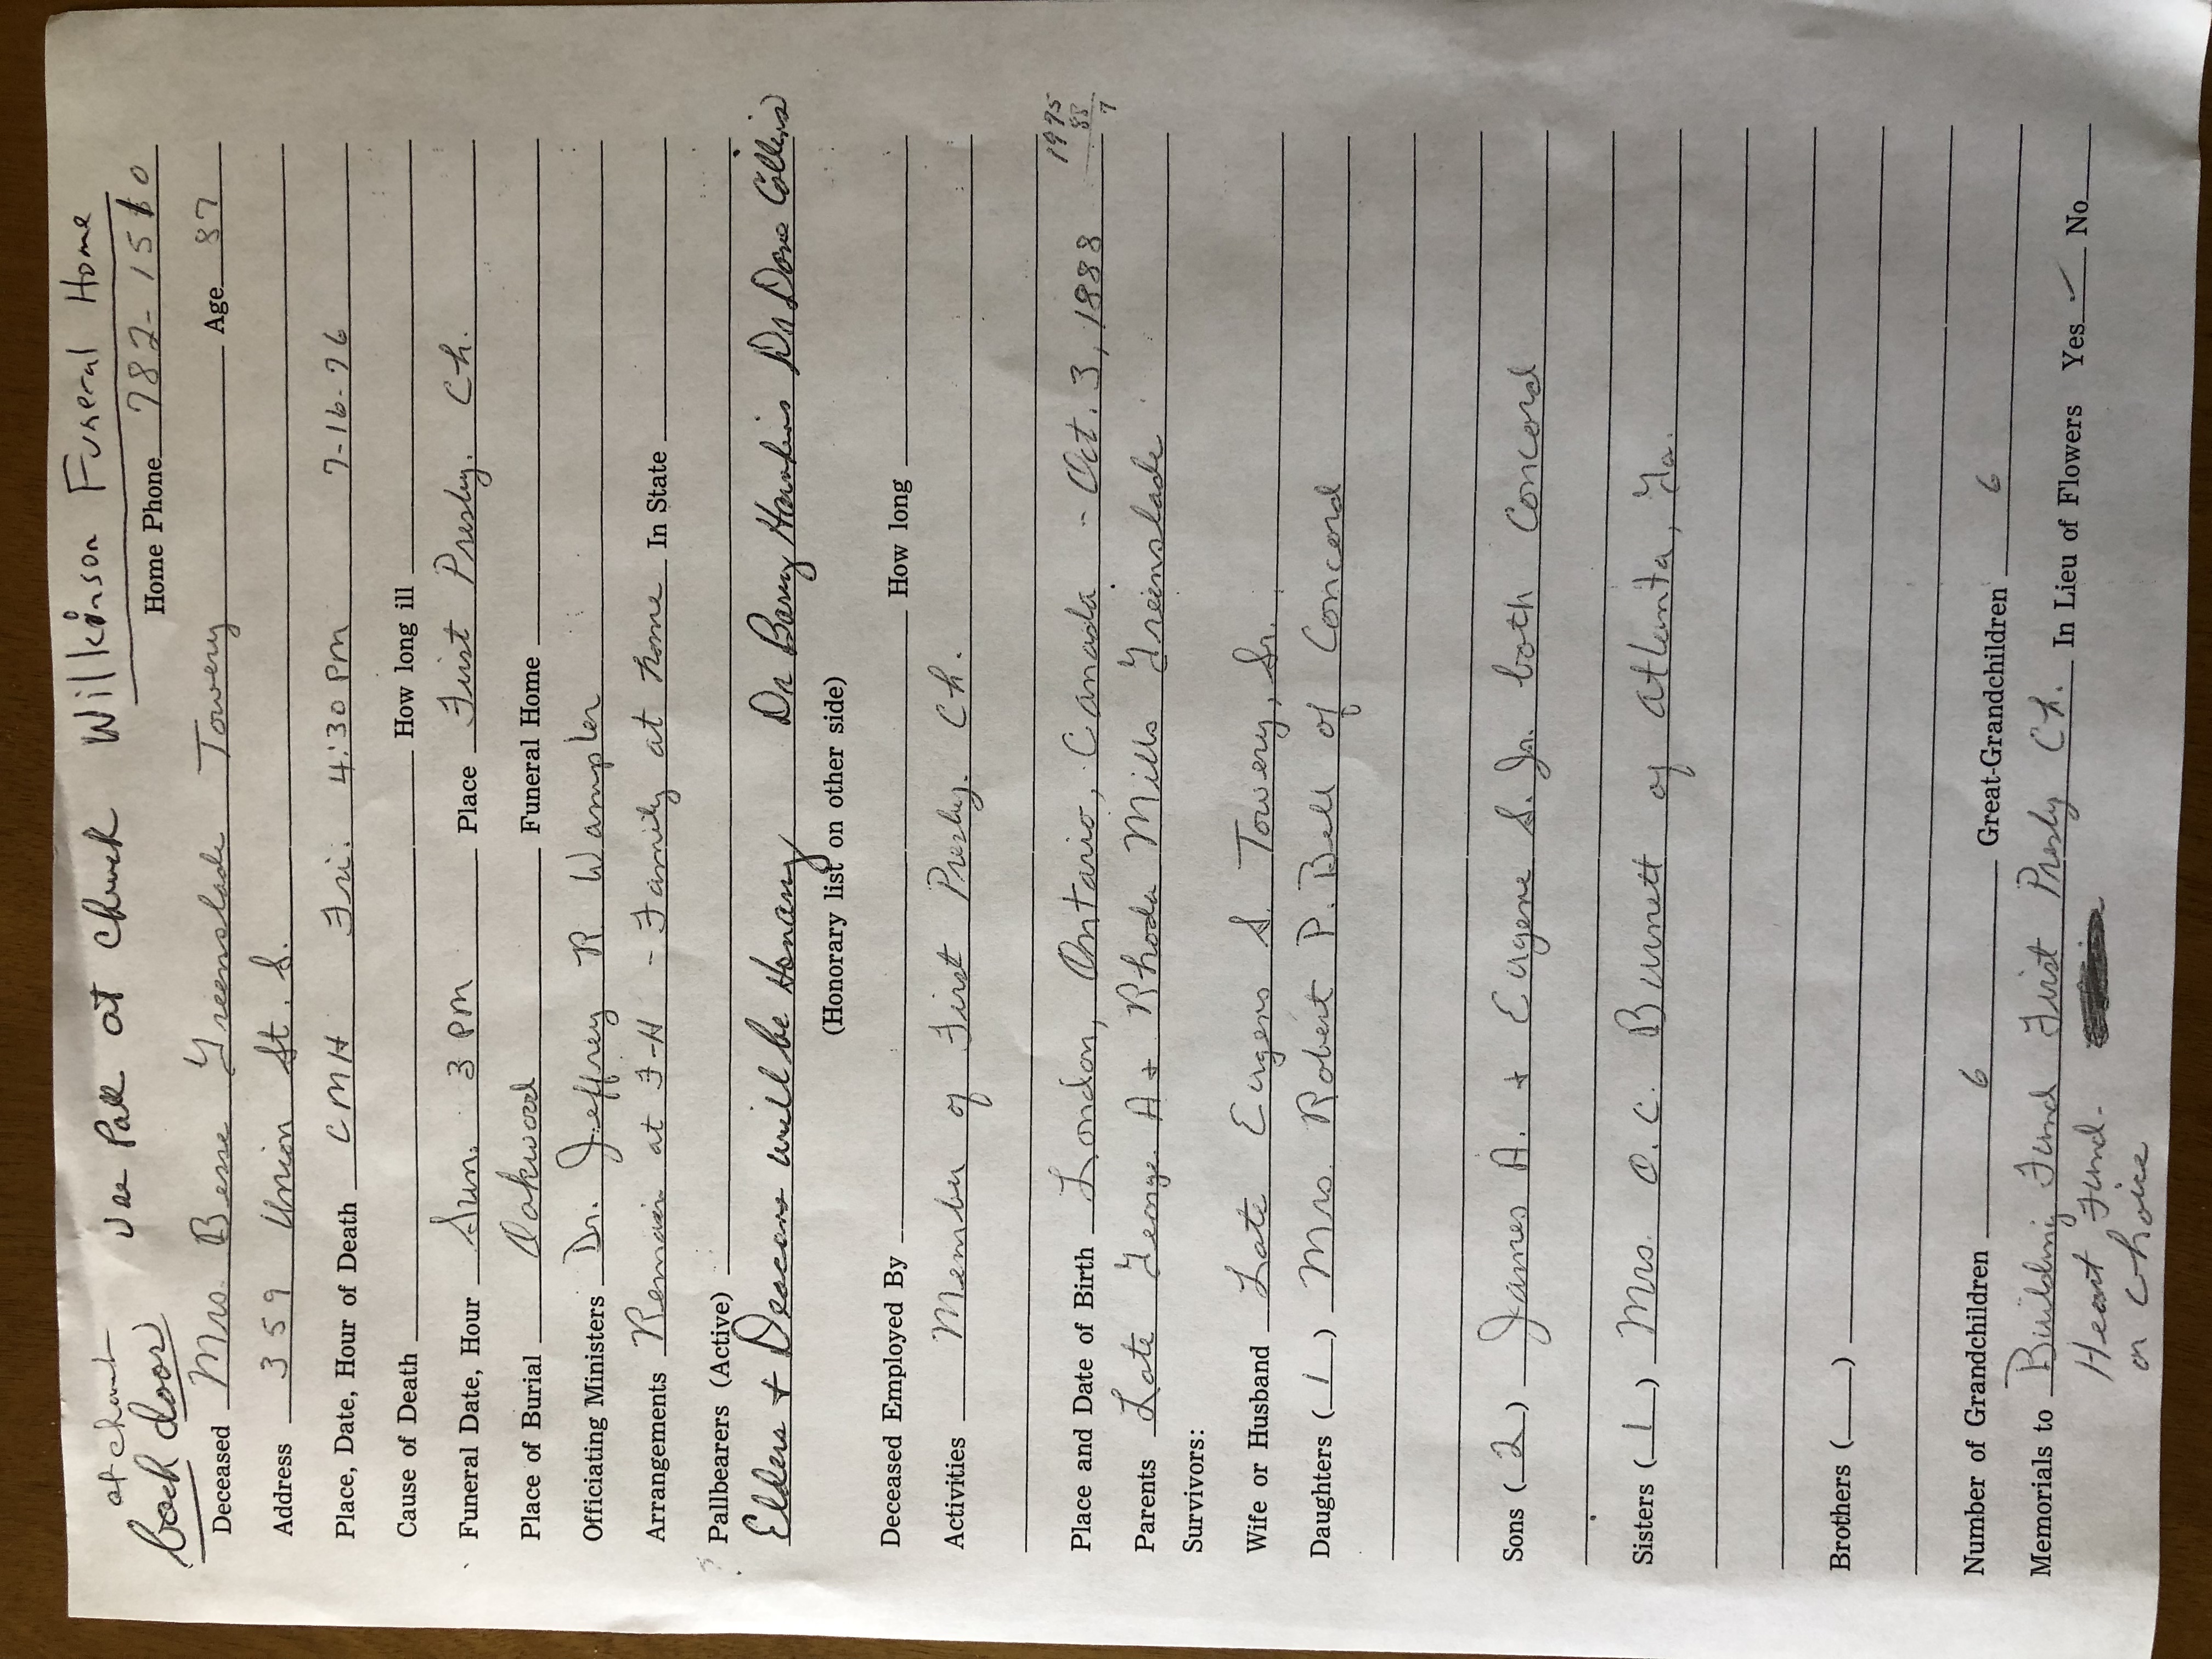 at church Use Pall at Church Wilkinson Funeral Home
back door Home Phone 782-1510
Deceased Mrs. Besse Greenslade Towery Age 87
Address 359 Union St. S.
Place, Date, Hour of Death CMH Fri. 4:30 PM 7-16-76
Cause of Death How long ill
Funeral Date, Hour Sun. 3 PM Place First Presby. Ch.
Place of Burial Oakwood Funeral Home
Officiating Ministers Dr. Jeffrey R Wampler
Arrangements Remain at F-H - Family at home In State
Pallbearers (Active)
Elders + Deacons will be Honary Dr Barry Hawkins Dr Dave Collins
(Honorary list on other side)
Deceased Employed By How long
Activities Member of First Presby. Ch.
1975
88
7
Place and Date of Birth London, Ontario, Canada - Oct. 3, 1888
Parents Late George A + Rhoda Mills Greenslade
Survivors:
Wife or Husband Late Eugene S. Towery, Sr.
Daughters (1) Mrs. Robert P. Bell of Concord
Sons (2) James A. + Eugene S. Jr. both Concord
Sisters (1) Mrs. O. C. Burnett of Atlanta, Ga.
Brothers ( )
Number of Grandchildren 6 Great-Grandchildren 6
Memorials to Building Fund First Presby Ch. In Lieu of Flowers Yes ✓ No
Heart Fund-
or choice